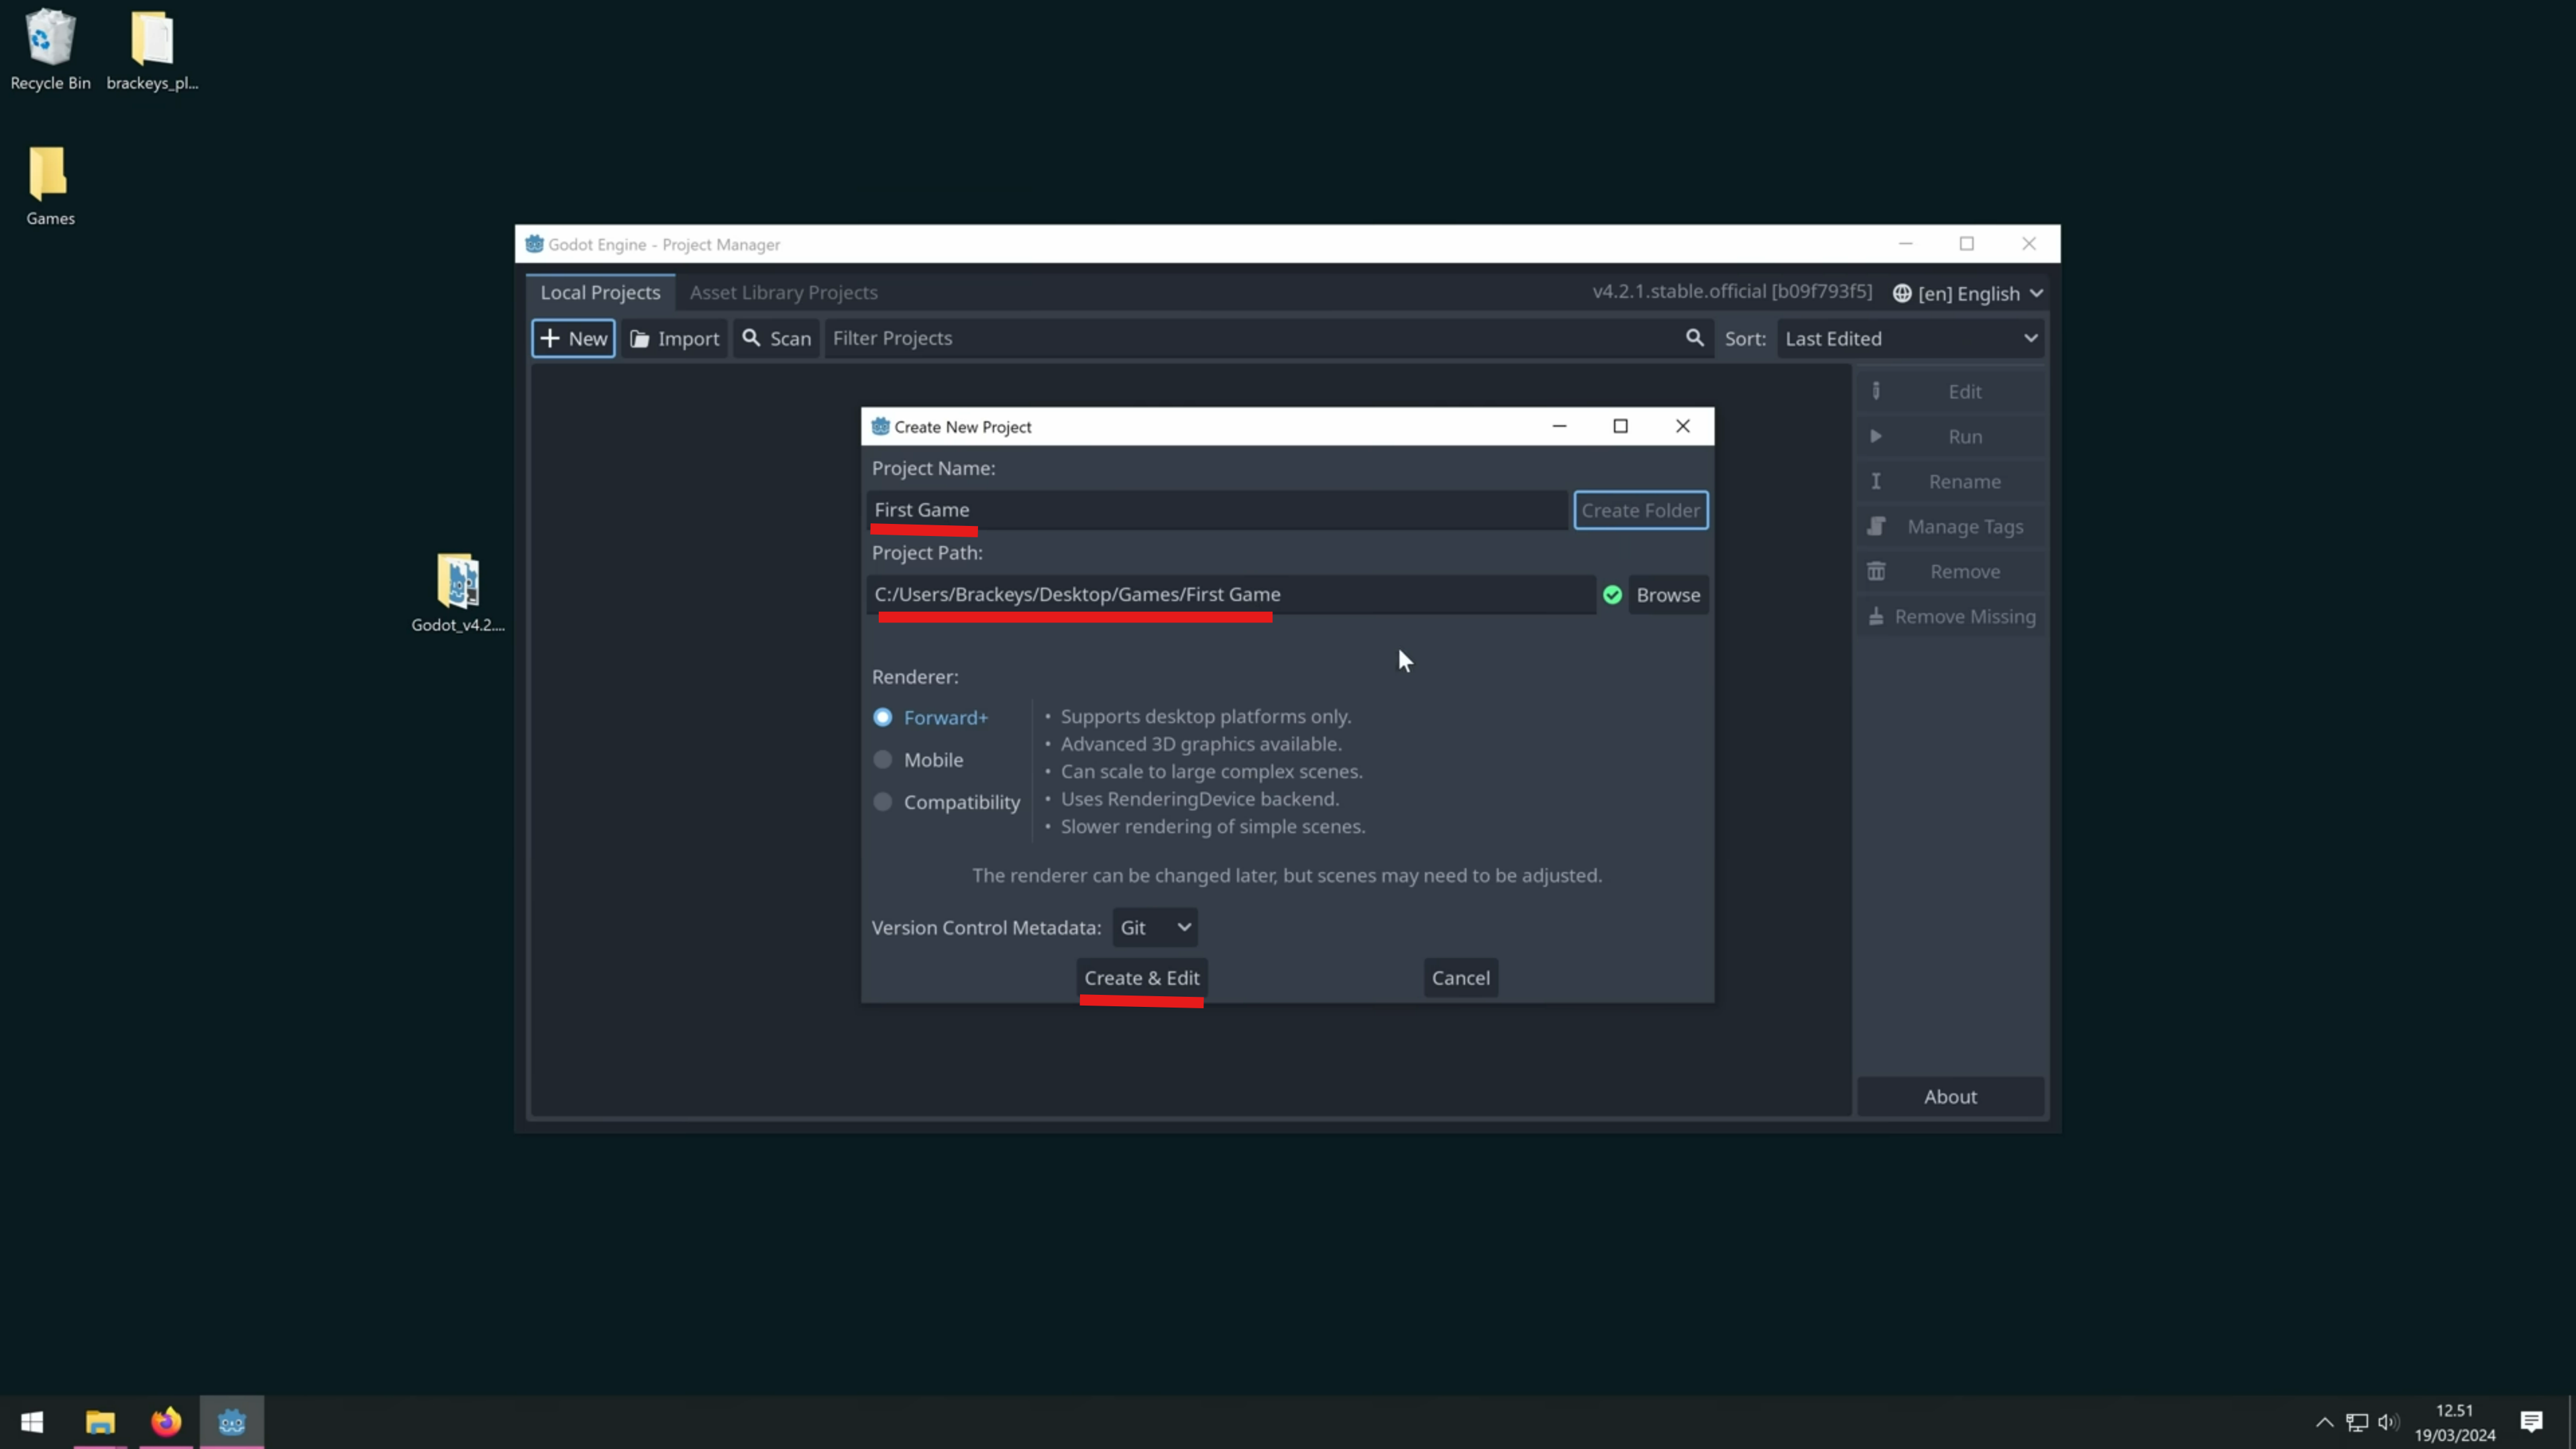 Recycle Bin
brackeys_pl...
Games
Godot_v4.2....
Godot Engine - Project Manager
Local Projects
Asset Library Projects
v4.2.1.stable.official [b09f793f5]
[en] English
New
Import
Scan
Filter Projects
Sort:
Last Edited
Edit
Run
Rename
Manage Tags
Remove
Remove Missing
About
Create New Project
Project Name:
First Game
Create Folder
Project Path:
C:/Users/Brackeys/Desktop/Games/First Game
Browse
Renderer:
Forward+
Mobile
Compatibility
• Supports desktop platforms only.
• Advanced 3D graphics available.
• Can scale to large complex scenes.
• Uses RenderingDevice backend.
• Slower rendering of simple scenes.
The renderer can be changed later, but scenes may need to be adjusted.
Version Control Metadata:
Git
Create & Edit
Cancel
12.51
19/03/2024